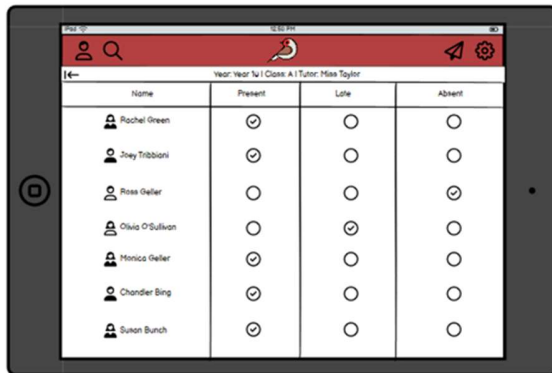 iPad 12:50 PM
Year: Year 10 | Class: A | Tutor: Miss Taylor
Name Present Late Absent
Rachel Green
Joey Tribbiani
Ross Geller
Olivia O'Sullivan
Monica Geller
Chandler Bing
Susan Bunch